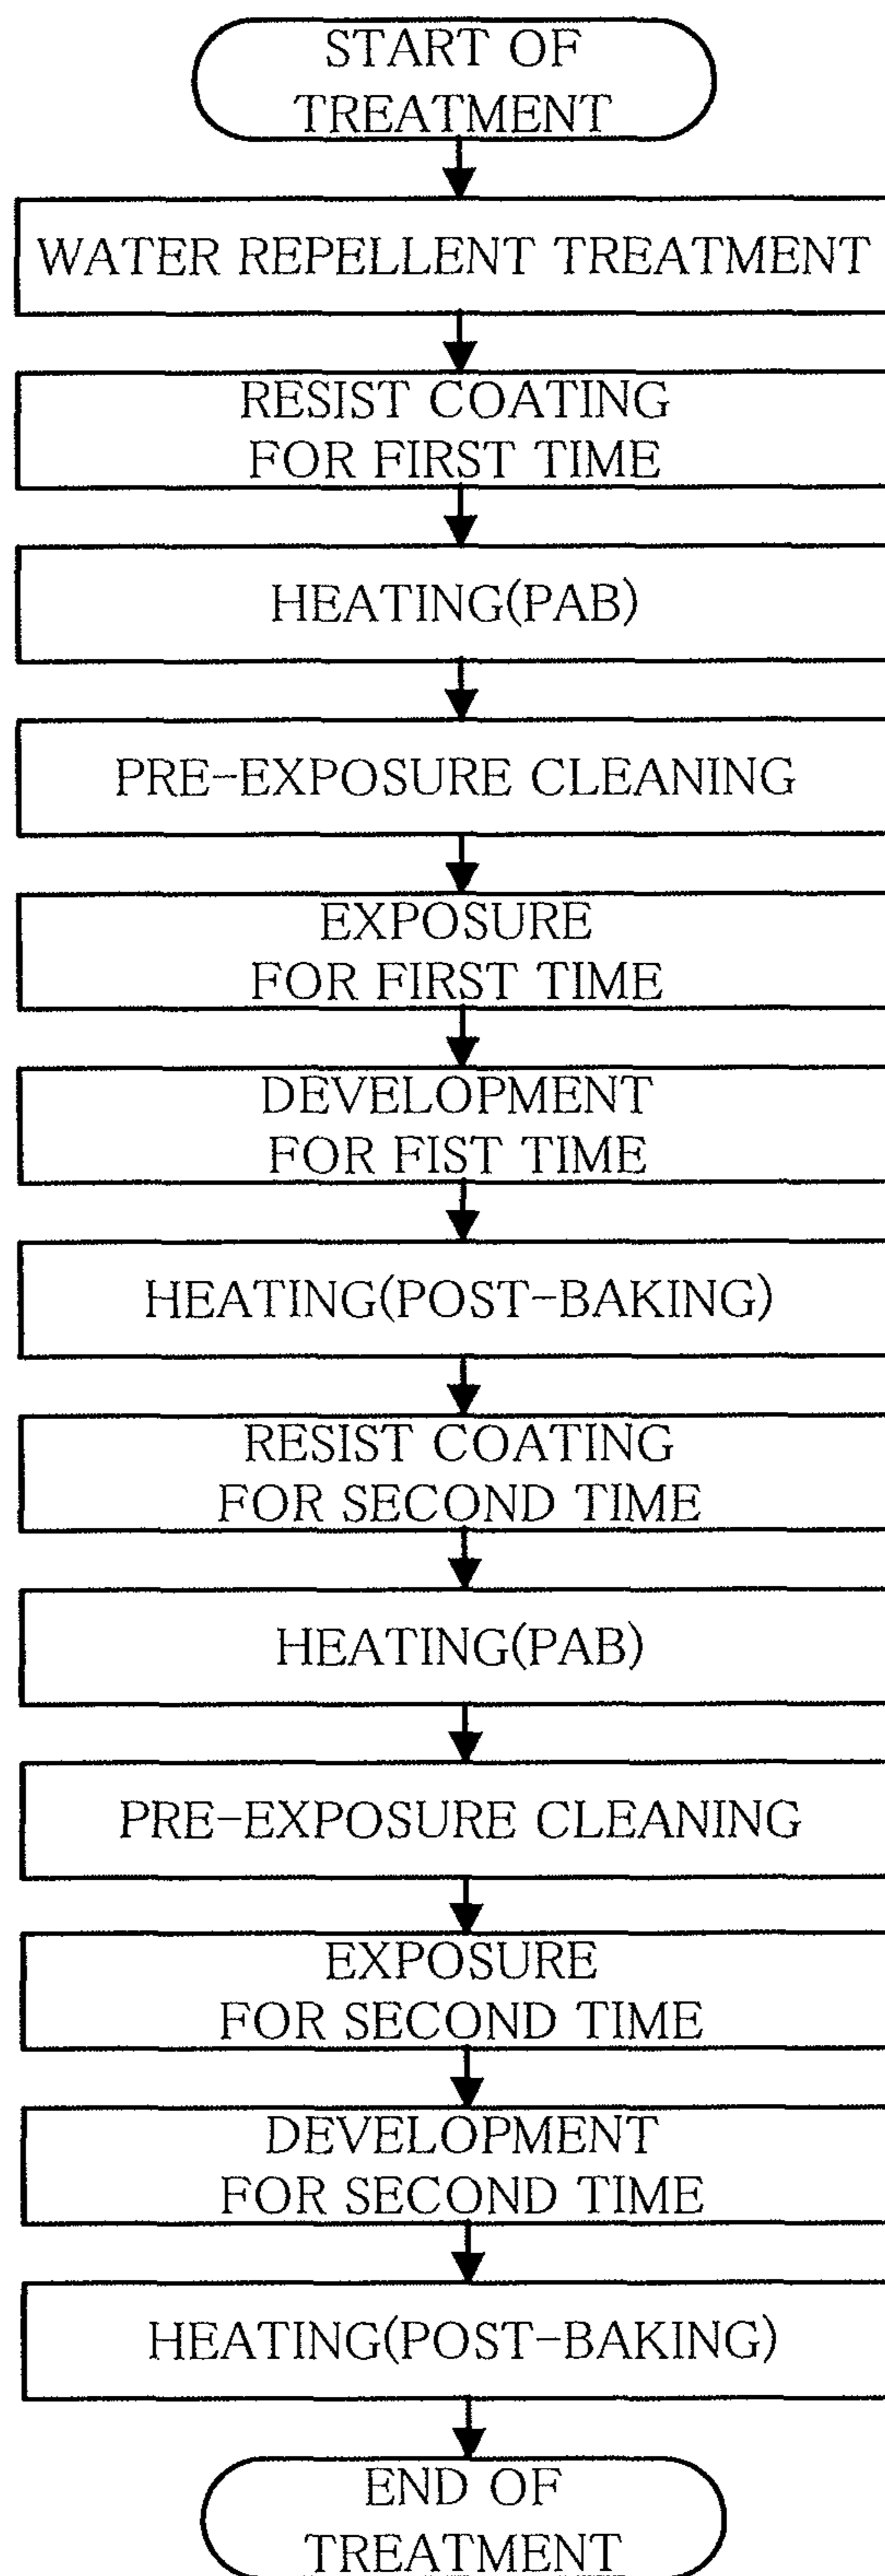 START OF
TREATMENT
WATER REPELLENT TREATMENT
RESIST COATING
FOR FIRST TIME
HEATING(PAB)
PRE-EXPOSURE CLEANING
EXPOSURE
FOR FIRST TIME
DEVELOPMENT
FOR FIST TIME
HEATING(POST-BAKING)
RESIST COATING
FOR SECOND TIME
HEATING(PAB)
PRE-EXPOSURE CLEANING
EXPOSURE
FOR SECOND TIME
DEVELOPMENT
FOR SECOND TIME
HEATING(POST-BAKING)
END OF
TREATMENT